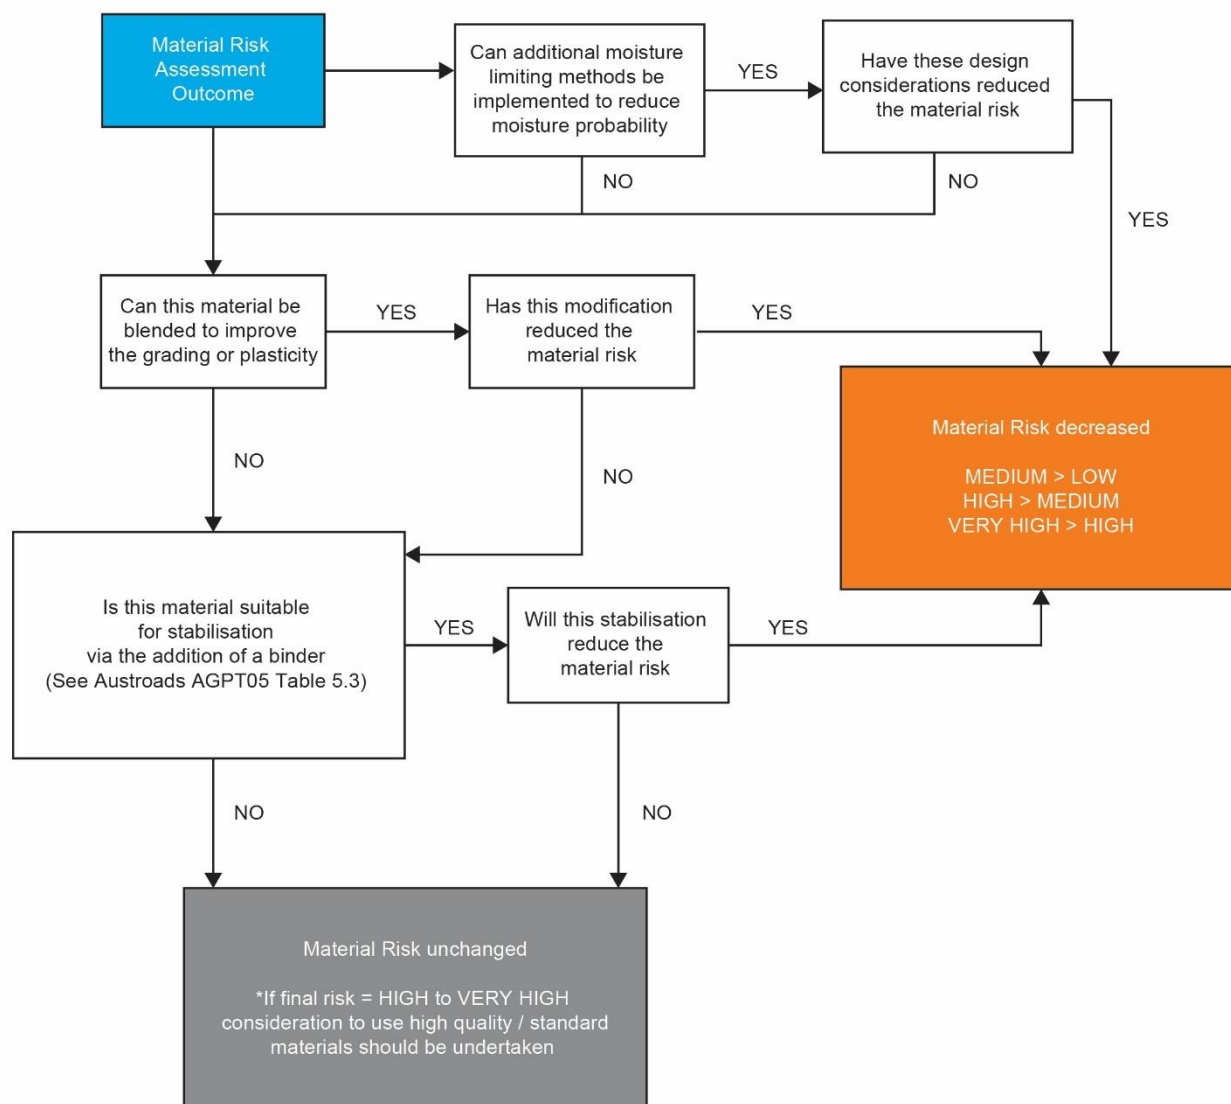 Material Risk
Assessment
Outcome
Can additional moisture
limiting methods be
implemented to reduce
moisture probability
YES
Have these design
considerations reduced
the material risk
NO
NO
YES
Can this material be
blended to improve
the grading or plasticity
YES
Has this modification
reduced the
material risk
YES
NO
NO
Material Risk decreased
MEDIUM > LOW
HIGH > MEDIUM
VERY HIGH > HIGH
Is this material suitable
for stabilisation
via the addition of a binder
(See Austroads AGPT05 Table 5.3)
YES
Will this stabilisation
reduce the
material risk
YES
NO
NO
Material Risk unchanged
*If final risk = HIGH to VERY HIGH
consideration to use high quality / standard
materials should be undertaken